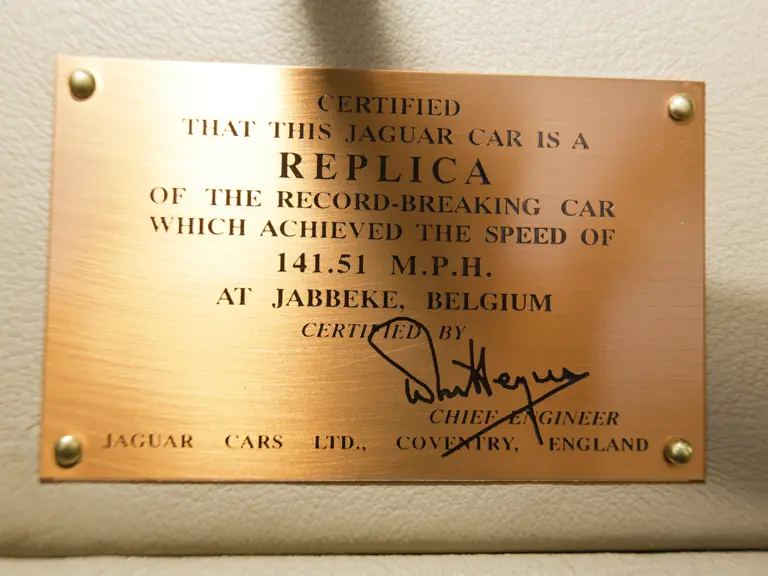 CERTIFIED
THAT THIS JAGUAR CAR IS A
REPLICA
OF THE RECORD-BREAKING CAR
WHICH ACHIEVED THE SPEED OF
141.51 M.P.H.
AT JABBEKE, BELGIUM
CERTIFIED BY
CHIEF ENGINEER
JAGUAR CARS LTD., COVENTRY, ENGLAND